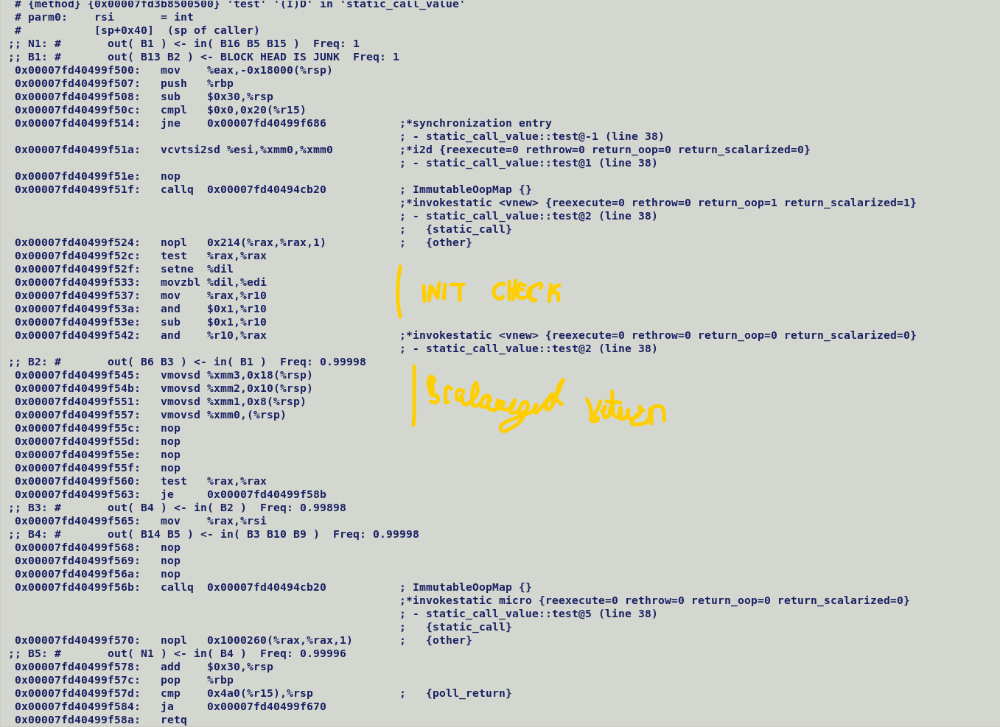 # {method} {0x00007fd3b8500500} 'test' '(I)D' in 'static_call_value'
# parm0:    rsi       = int
#           [sp+0x40]  (sp of caller)
;; N1: #       out( B1 ) <- in( B16 B5 B15 )  Freq: 1
;; B1: #       out( B13 B2 ) <- BLOCK HEAD IS JUNK  Freq: 1
0x00007fd40499f500:   mov    %eax,-0x18000(%rsp)
0x00007fd40499f507:   push   %rbp
0x00007fd40499f508:   sub    $0x30,%rsp
0x00007fd40499f50c:   cmpl   $0x0,0x20(%r15)
0x00007fd40499f514:   jne    0x00007fd40499f686           ;*synchronization entry
; - static_call_value::test@-1 (line 38)
0x00007fd40499f51a:   vcvtsi2sd %esi,%xmm0,%xmm0          ;*i2d {reexecute=0 rethrow=0 return_oop=0 return_scalarized=0}
; - static_call_value::test@1 (line 38)
0x00007fd40499f51e:   nop
0x00007fd40499f51f:   callq  0x00007fd40494cb20           ; ImmutableOopMap {}
;*invokestatic <vnew> {reexecute=0 rethrow=0 return_oop=1 return_scalarized=1}
; - static_call_value::test@2 (line 38)
;   {static_call}
0x00007fd40499f524:   nopl   0x214(%rax,%rax,1)           ;   {other}
0x00007fd40499f52c:   test   %rax,%rax
0x00007fd40499f52f:   setne  %dil
0x00007fd40499f533:   movzbl %dil,%edi
0x00007fd40499f537:   mov    %rax,%r10   INIT CHECK
0x00007fd40499f53a:   and    $0x1,%r10
0x00007fd40499f53e:   sub    $0x1,%r10
0x00007fd40499f542:   and    %r10,%rax                    ;*invokestatic <vnew> {reexecute=0 rethrow=0 return_oop=0 return_scalarized=0}
; - static_call_value::test@2 (line 38)
;; B2: #       out( B6 B3 ) <- in( B1 )  Freq: 0.99998
0x00007fd40499f545:   vmovsd %xmm3,0x18(%rsp)
0x00007fd40499f54b:   vmovsd %xmm2,0x10(%rsp)
0x00007fd40499f551:   vmovsd %xmm1,0x8(%rsp)   return
0x00007fd40499f557:   vmovsd %xmm0,(%rsp)
0x00007fd40499f55c:   nop
0x00007fd40499f55d:   nop
0x00007fd40499f55e:   nop
0x00007fd40499f55f:   nop
0x00007fd40499f560:   test   %rax,%rax
0x00007fd40499f563:   je     0x00007fd40499f58b
;; B3: #       out( B4 ) <- in( B2 )  Freq: 0.99898
0x00007fd40499f565:   mov    %rax,%rsi
;; B4: #       out( B14 B5 ) <- in( B3 B10 B9 )  Freq: 0.99998
0x00007fd40499f568:   nop
0x00007fd40499f569:   nop
0x00007fd40499f56a:   nop
0x00007fd40499f56b:   callq  0x00007fd40494cb20           ; ImmutableOopMap {}
;*invokestatic micro {reexecute=0 rethrow=0 return_oop=0 return_scalarized=0}
; - static_call_value::test@5 (line 38)
;   {static_call}
0x00007fd40499f570:   nopl   0x1000260(%rax,%rax,1)       ;   {other}
;; B5: #       out( N1 ) <- in( B4 )  Freq: 0.99996
0x00007fd40499f578:   add    $0x30,%rsp
0x00007fd40499f57c:   pop    %rbp
0x00007fd40499f57d:   cmp    0x4a0(%r15),%rsp             ;   {poll_return}
0x00007fd40499f584:   ja     0x00007fd40499f670
0x00007fd40499f58a:   retq